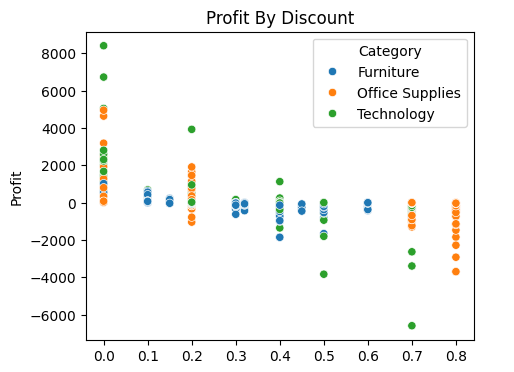 Profit By Discount
Category
Furniture
Office Supplies
Technology
Profit
8000
6000
4000
2000
0
−2000
−4000
−6000
0.0 0.1 0.2 0.3 0.4 0.5 0.6 0.7 0.8